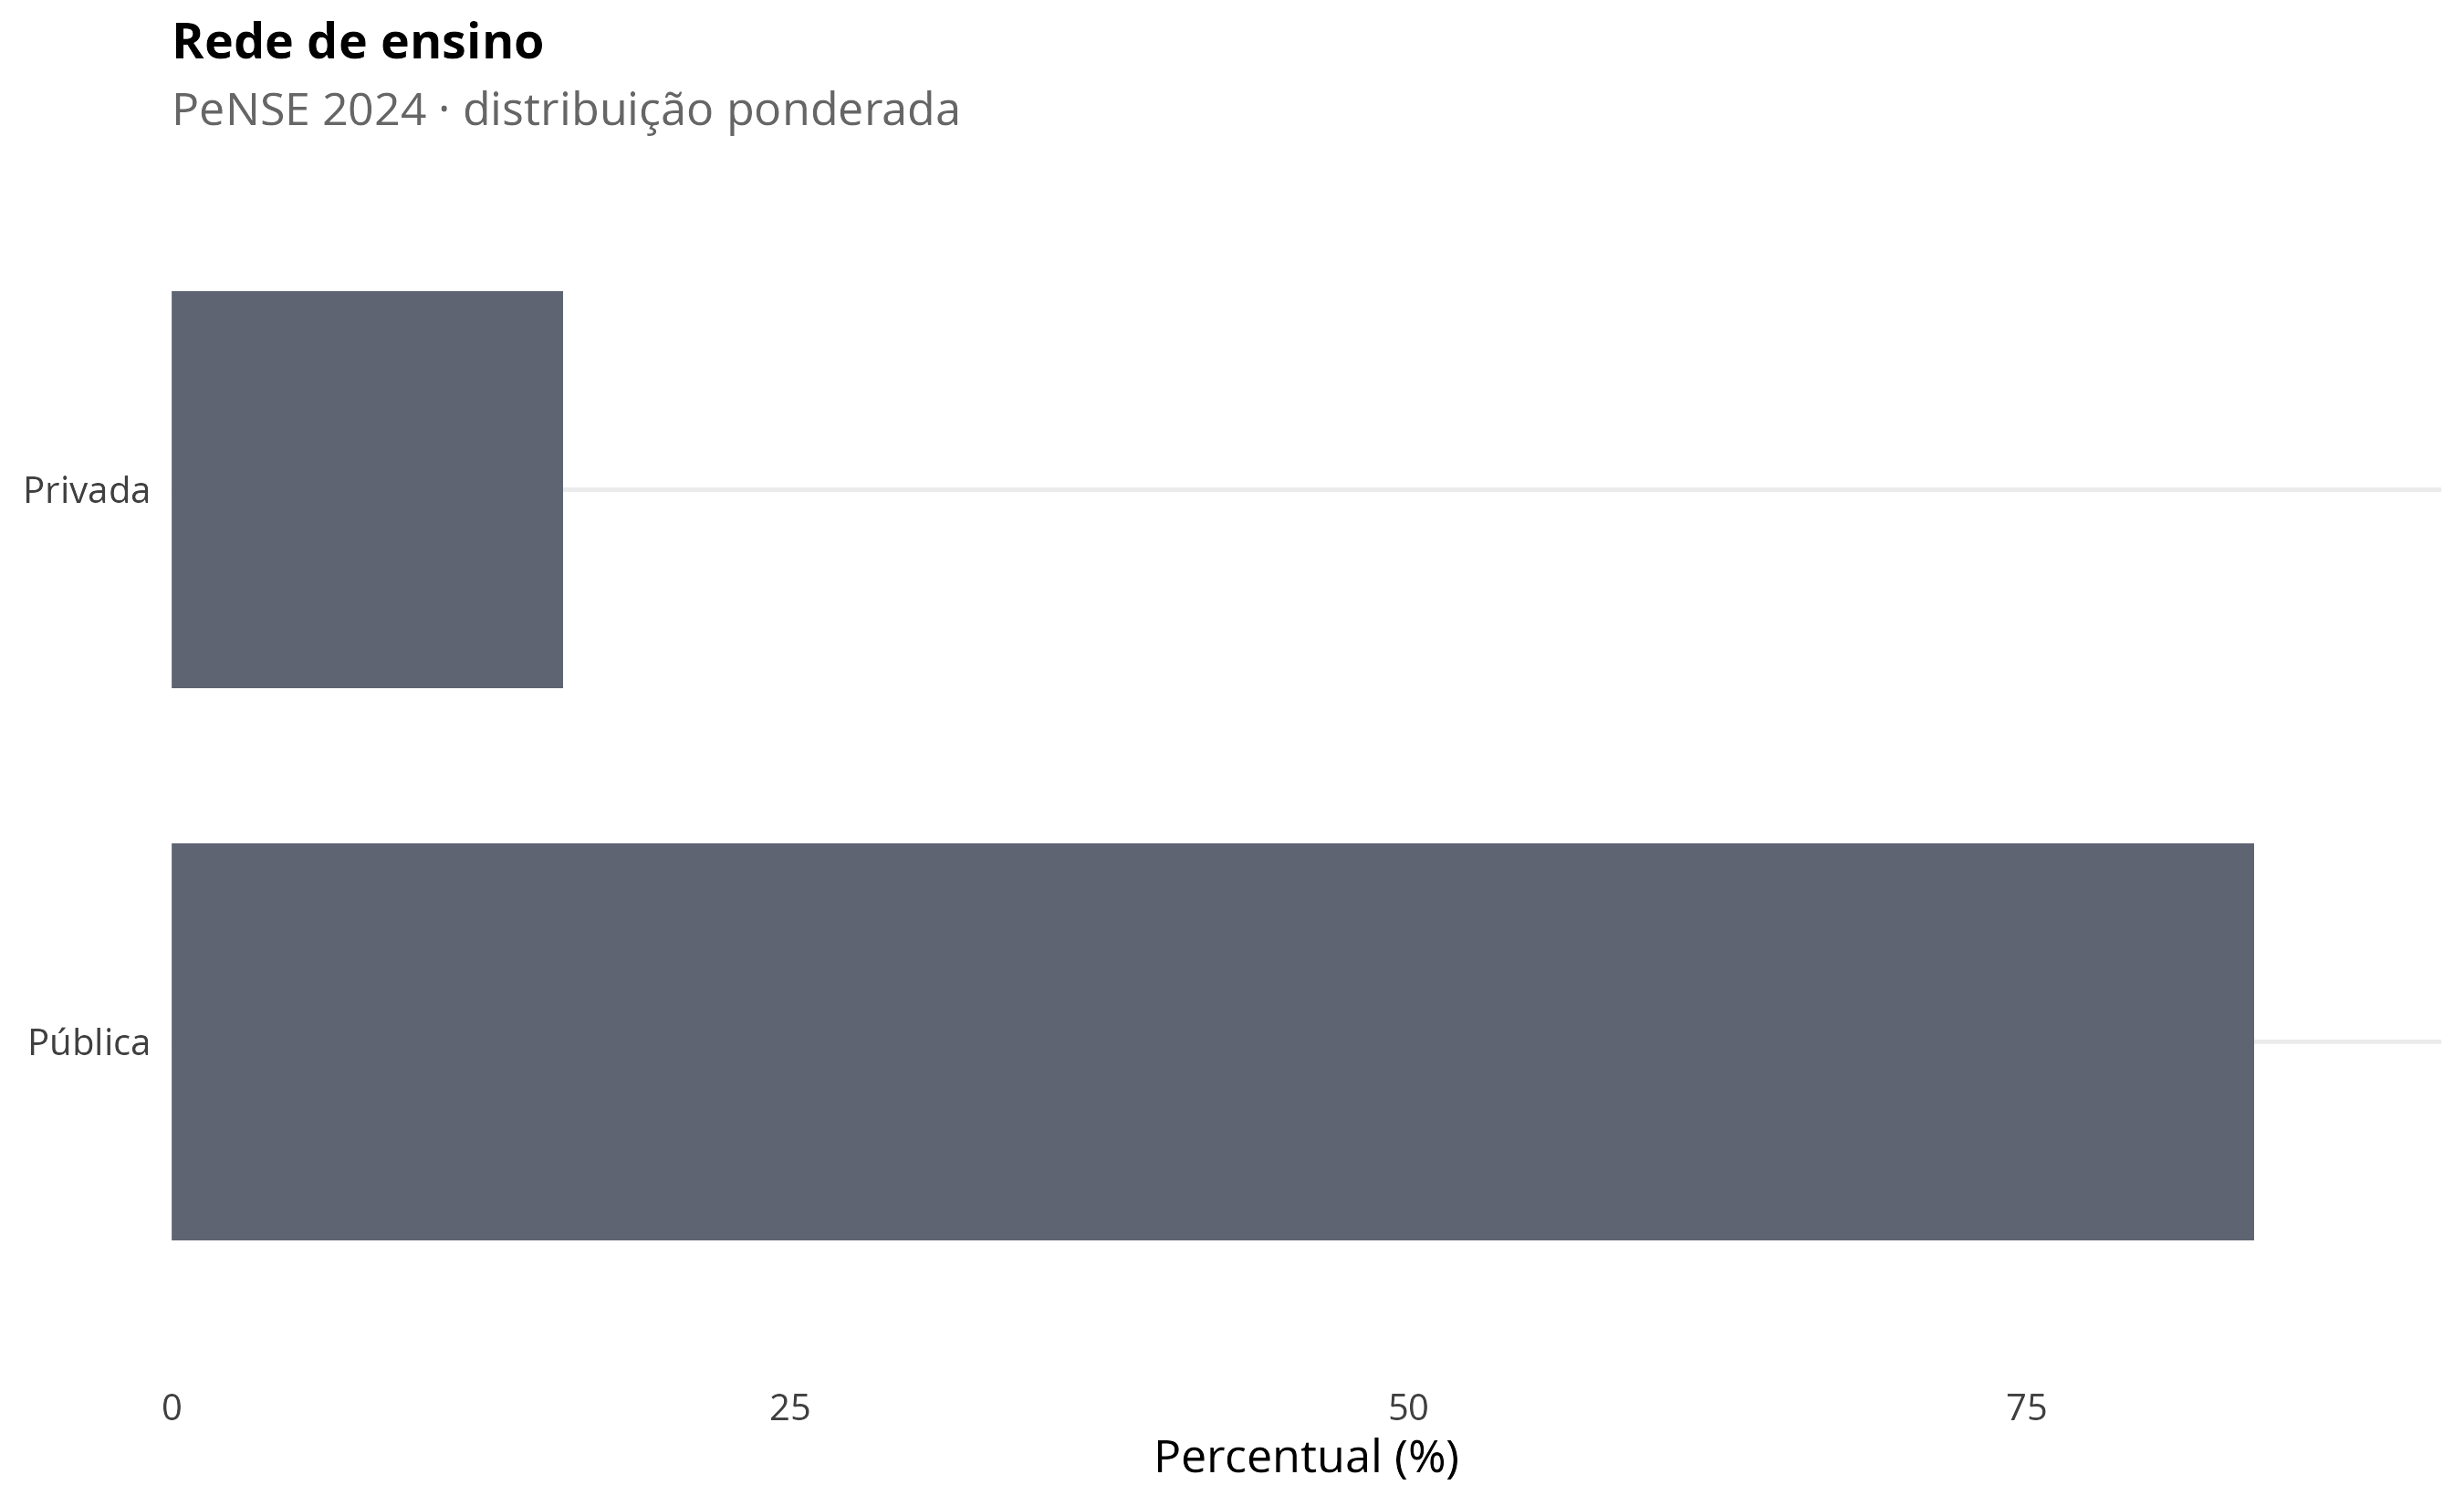 Rede de ensino
PeNSE 2024 · distribuição ponderada
Privada
Pública
0 25 50 75
Percentual (%)